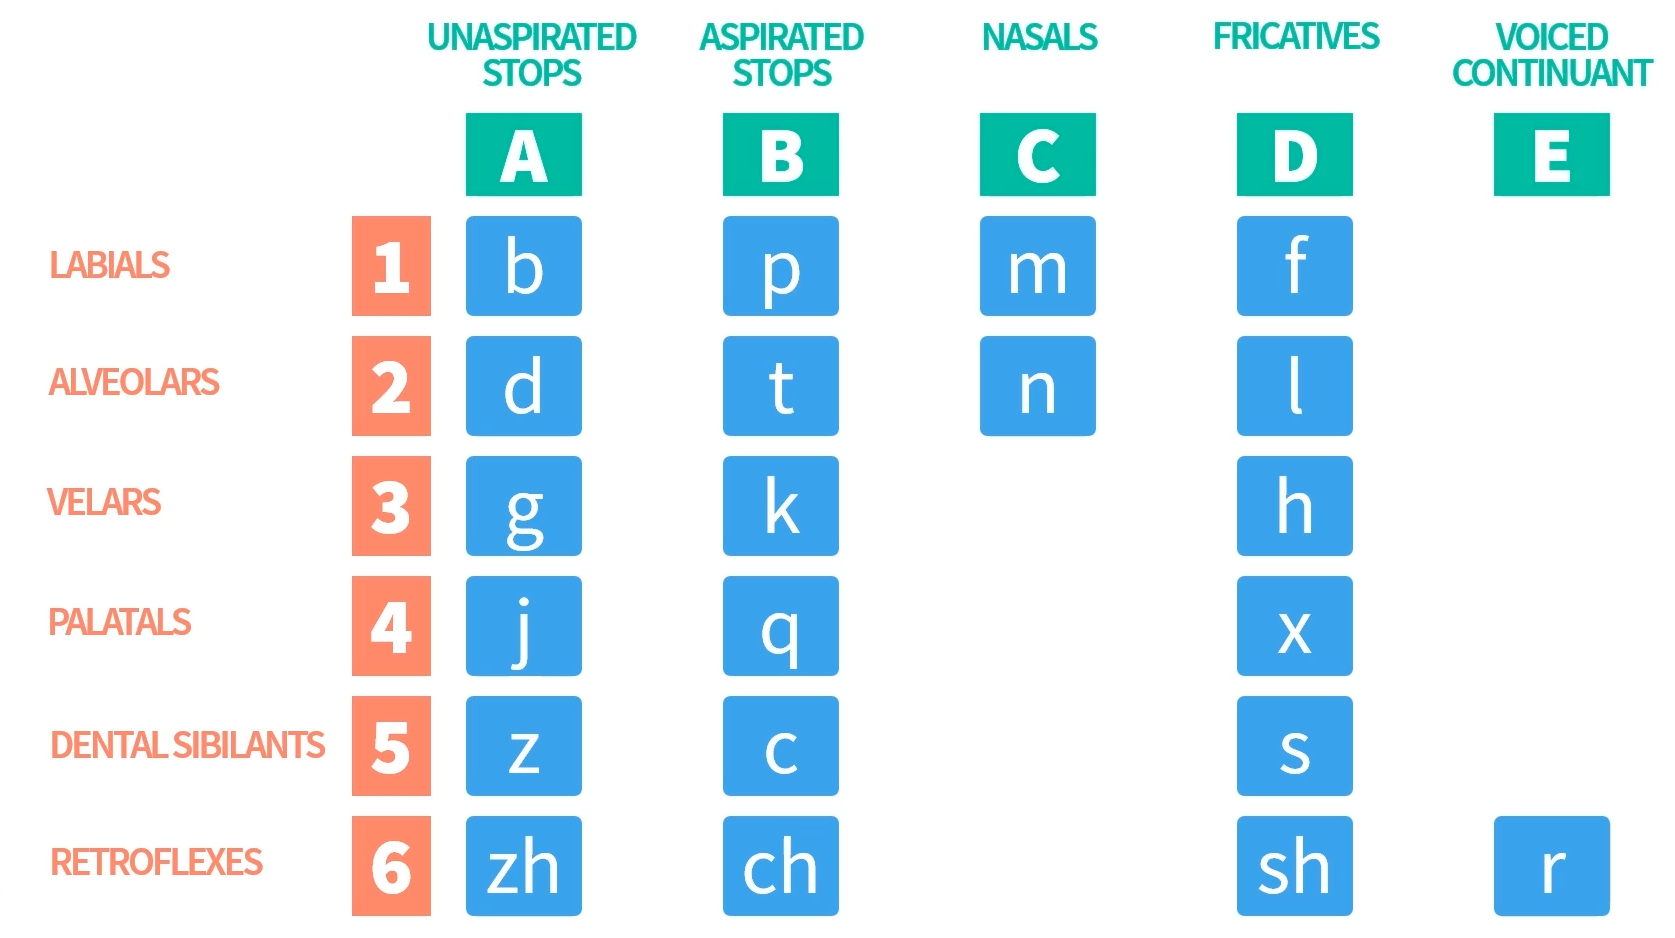 UNASPIRATED STOPS ASPIRATED STOPS NASALS FRICATIVES VOICED CONTINUANT
A B C D E
LABIALS 1 b p m f
ALVEOLARS 2 d t n l
VELARS 3 g k h
PALATALS 4 j q x
DENTAL SIBILANTS 5 z c s
RETROFLEXES 6 zh ch sh r